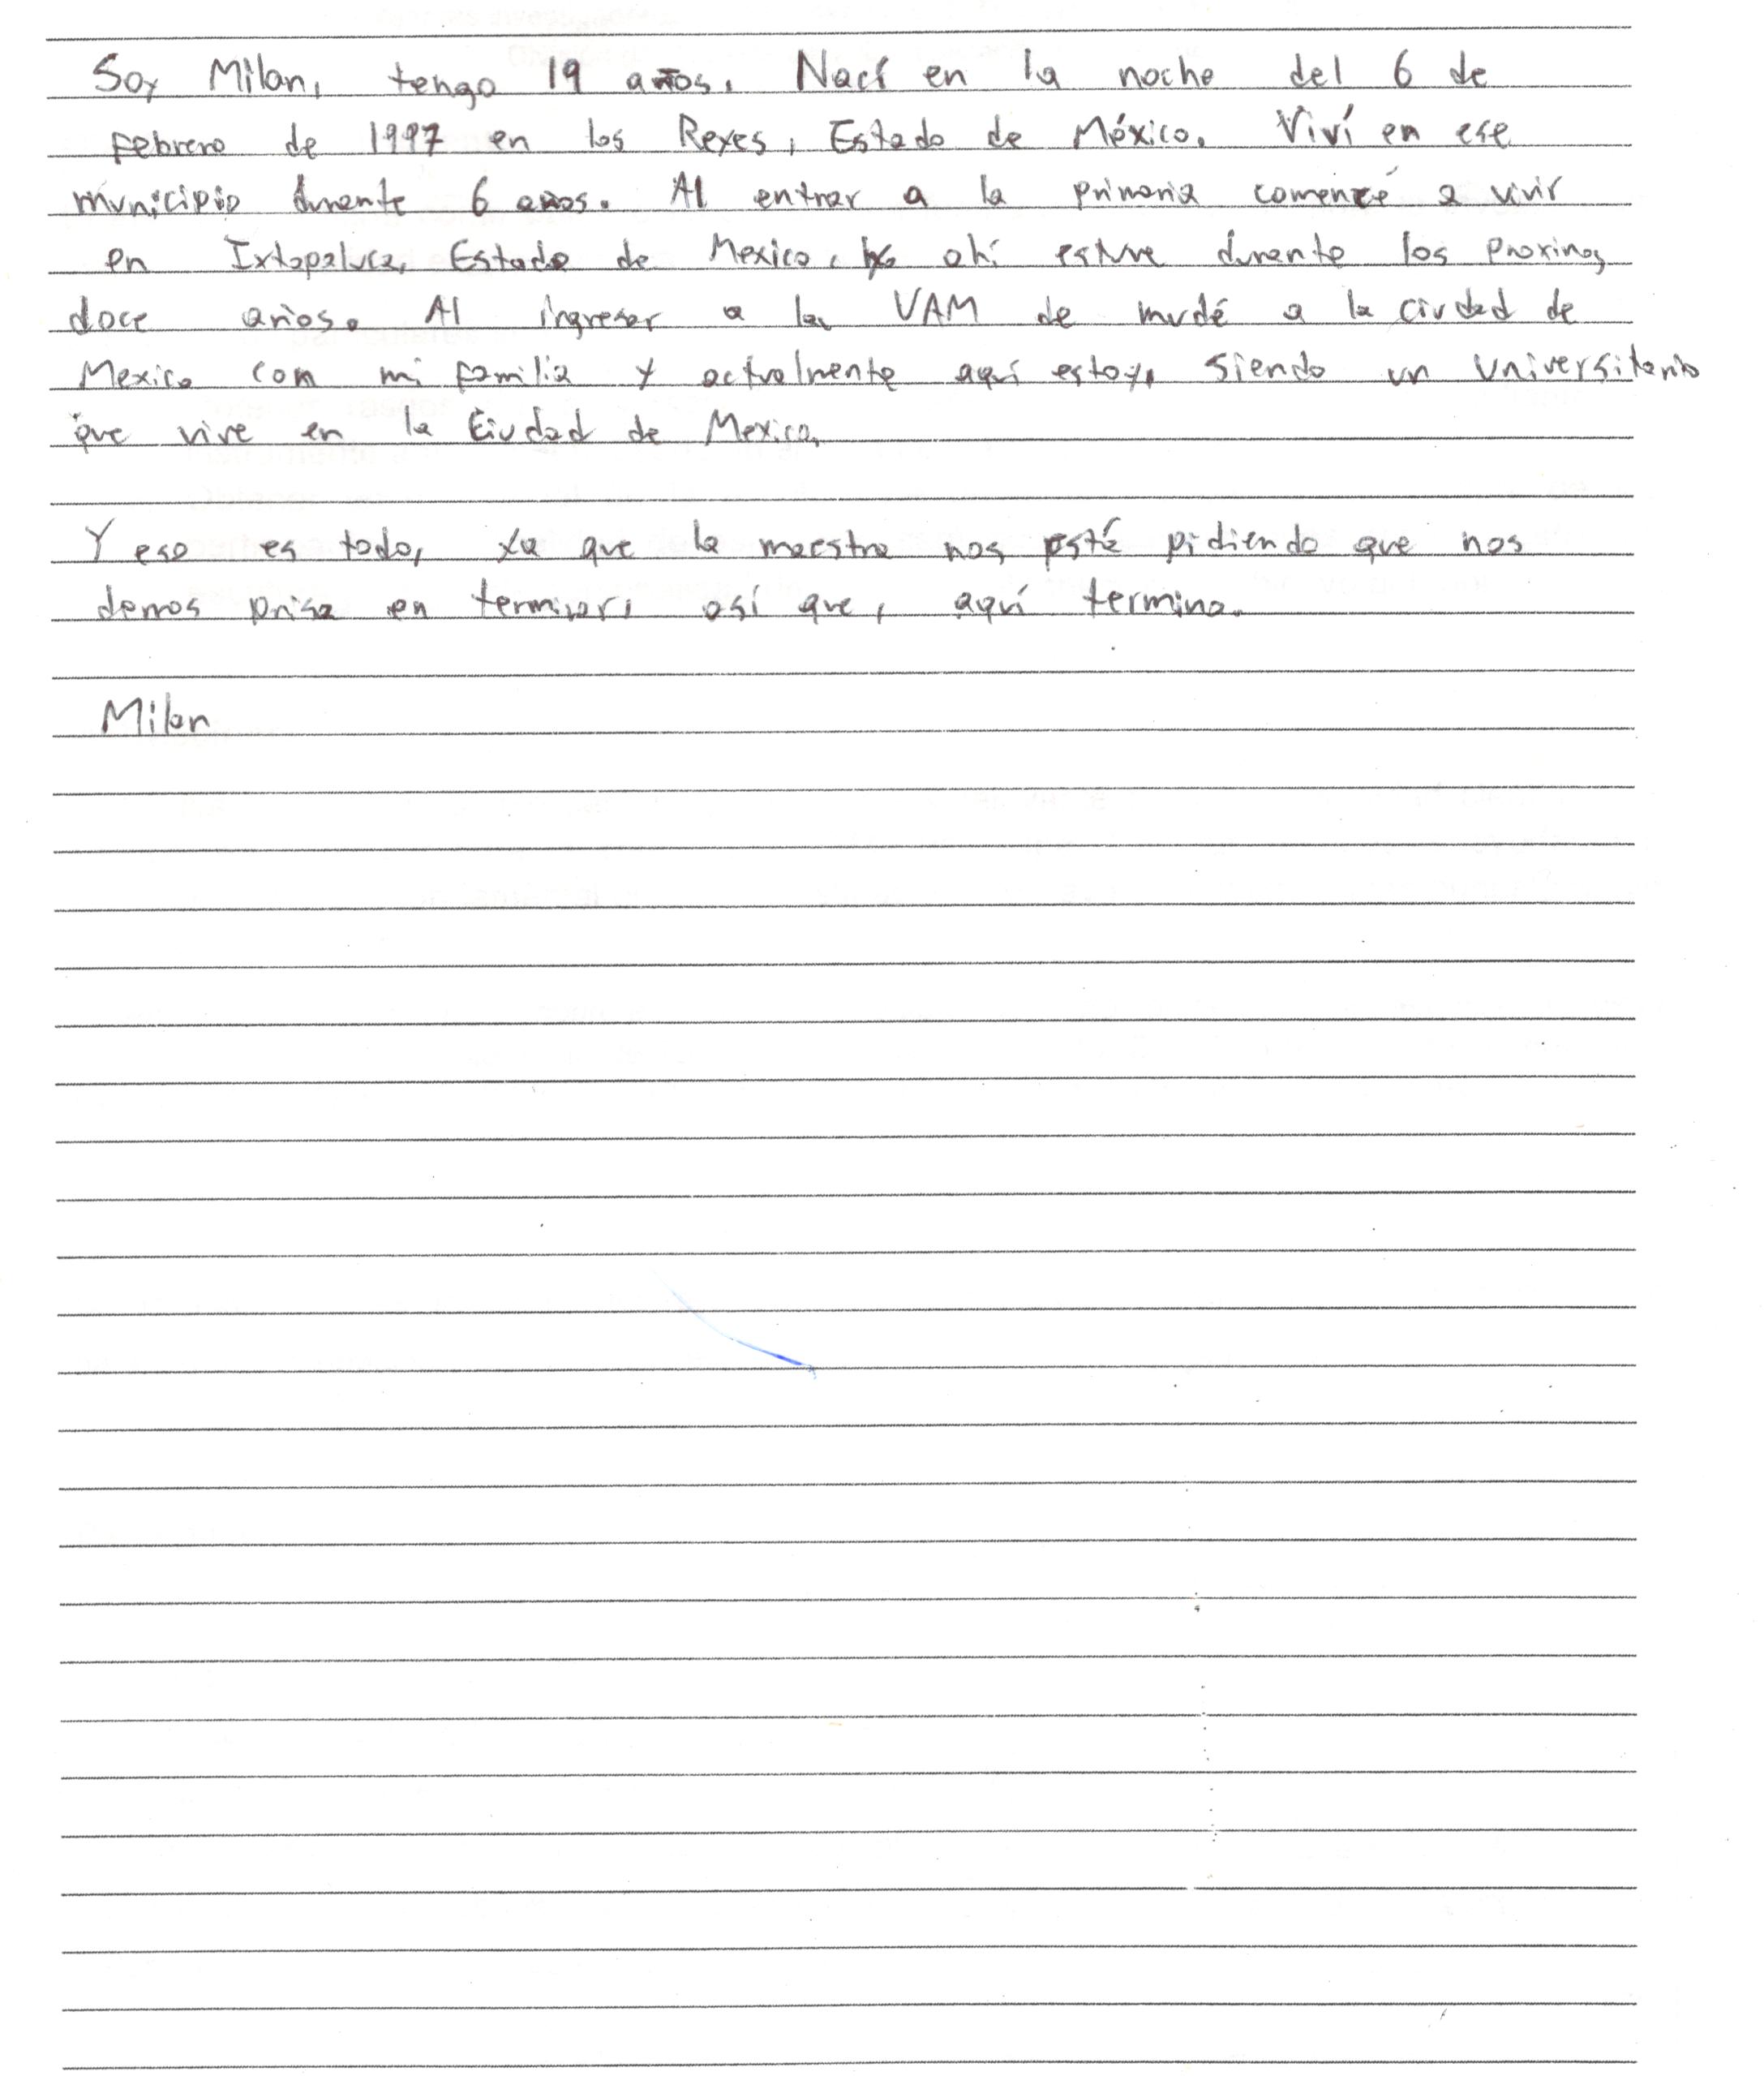 Soy Milan, tengo 19 años. Nací en la noche del 6 de
febrero de 1997 en los Reyes, Estado de México. Viví en ese
municipio durante 6 años. Al entrar a la primaria comencé a vivir
en Ixtapaluca, Estado de Mexico, ahí estuve durante los proximos
doce años. Al ingresar a la UAM de mudé a la ciudad de
Mexico con mi familia y actualmente aquí estoy, siendo un universitario
que vive en la Ciudad de Mexico.
Y eso es todo, ya que la maestra nos está pidiendo que nos
demos prisa en terminar, así que, aquí termino.
Milan